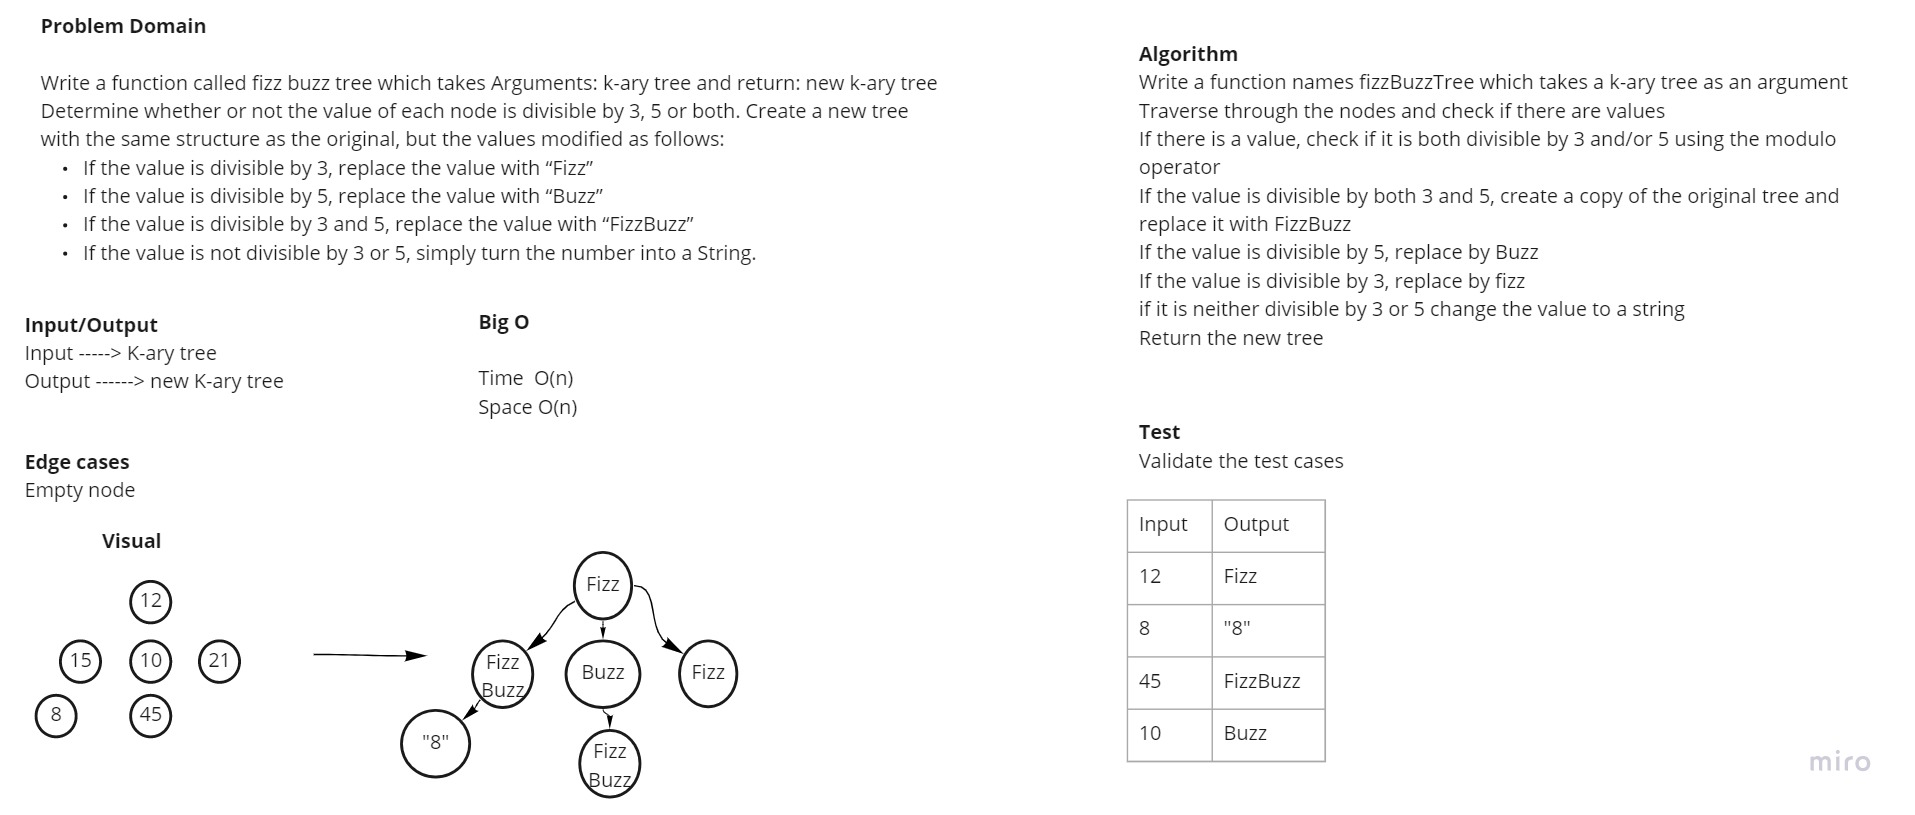 Problem Domain
Write a function called fizz buzz tree which takes Arguments: k-ary tree and return: new k-ary tree
Determine whether or not the value of each node is divisible by 3, 5 or both. Create a new tree
with the same structure as the original, but the values modified as follows:
• If the value is divisible by 3, replace the value with “Fizz”
• If the value is divisible by 5, replace the value with “Buzz”
• If the value is divisible by 3 and 5, replace the value with “FizzBuzz”
• If the value is not divisible by 3 or 5, simply turn the number into a String.
Input/Output
Input -----> K-ary tree
Output ------> new K-ary tree
Big O
Time  O(n)
Space O(n)
Edge cases
Empty node
Visual
12
15 10 21
8 45
Fizz
Fizz
Buzz
Buzz
Fizz
"8"
Fizz
Buzz
Algorithm
Write a function names fizzBuzzTree which takes a k-ary tree as an argument
Traverse through the nodes and check if there are values
If there is a value, check if it is both divisible by 3 and/or 5 using the modulo
operator
If the value is divisible by both 3 and 5, create a copy of the original tree and
replace it with FizzBuzz
If the value is divisible by 5, replace by Buzz
If the value is divisible by 3, replace by fizz
if it is neither divisible by 3 or 5 change the value to a string
Return the new tree
Test
Validate the test cases
Input Output
12 Fizz
8 "8"
45 FizzBuzz
10 Buzz
miro